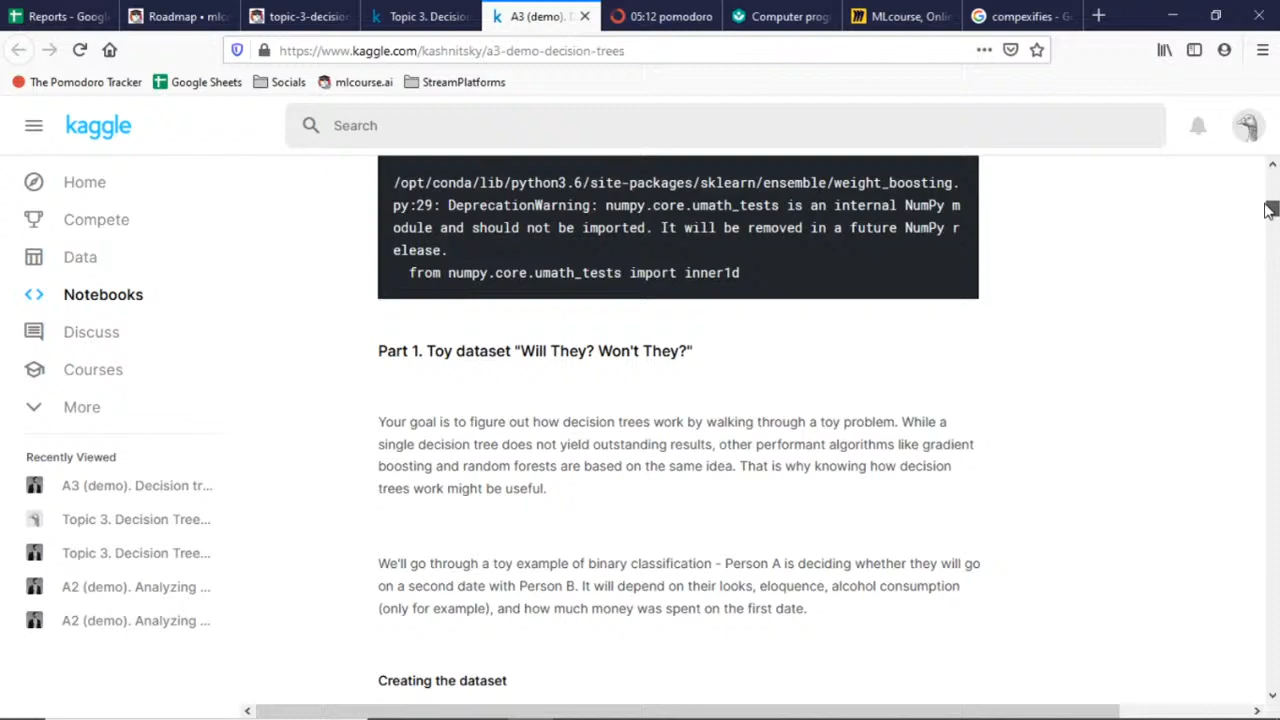 Reports - Googl
Roadmap • mlc
topic-3-decision
Topic 3. Decision
A3 (demo). D
05:12 pomodoro
Computer prog
MLcourse, Onli
compexifies - G
https://www.kaggle.com/kashnitsky/a3-demo-decision-trees
The Pomodoro Tracker
Google Sheets
Socials
mlcourse.ai
StreamPlatforms
kaggle
Search
Home
Compete
Data
Notebooks
Discuss
Courses
More
Recently Viewed
A3 (demo). Decision tr...
Topic 3. Decision Tree...
Topic 3. Decision Tree...
A2 (demo). Analyzing ...
A2 (demo). Analyzing ...
/opt/conda/lib/python3.6/site-packages/sklearn/ensemble/weight_boosting.
py:29: DeprecationWarning: numpy.core.umath_tests is an internal NumPy m
odule and should not be imported. It will be removed in a future NumPy r
elease.
from numpy.core.umath_tests import inner1d
Part 1. Toy dataset "Will They? Won't They?"
Your goal is to figure out how decision trees work by walking through a toy problem. While a
single decision tree does not yield outstanding results, other performant algorithms like gradient
boosting and random forests are based on the same idea. That is why knowing how decision
trees work might be useful.
We'll go through a toy example of binary classification - Person A is deciding whether they will go
on a second date with Person B. It will depend on their looks, eloquence, alcohol consumption
(only for example), and how much money was spent on the first date.
Creating the dataset